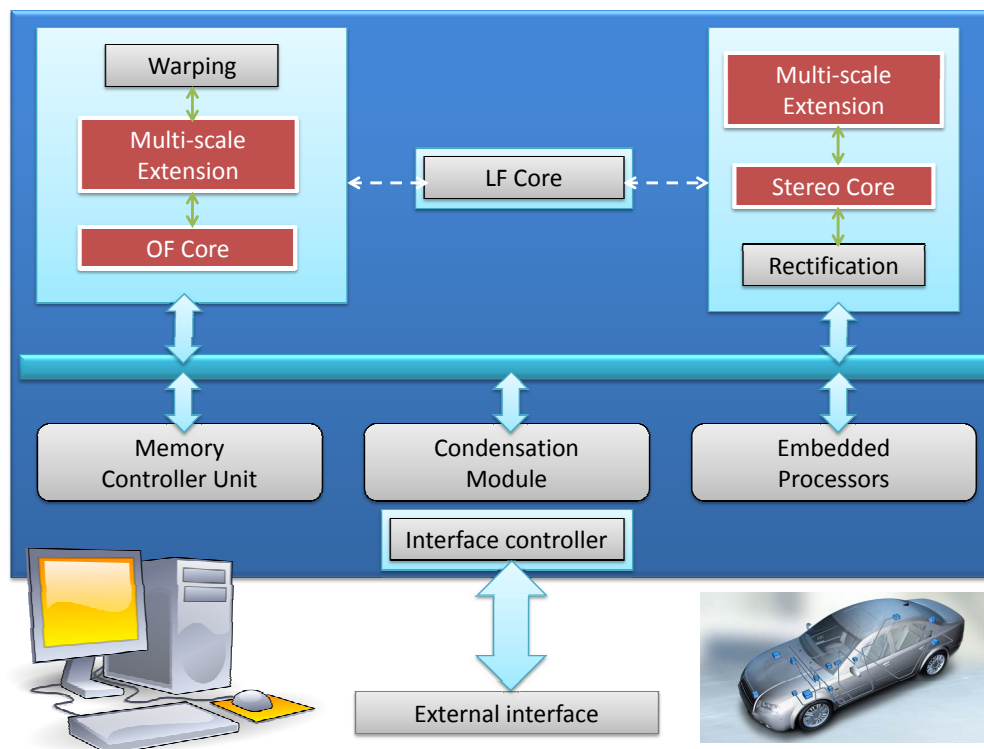 Warping
Multi-scale
Extension
OF Core
LF Core
Multi-scale
Extension
Stereo Core
Rectification
Memory
Controller Unit
Condensation
Module
Embedded
Processors
Interface controller
External interface